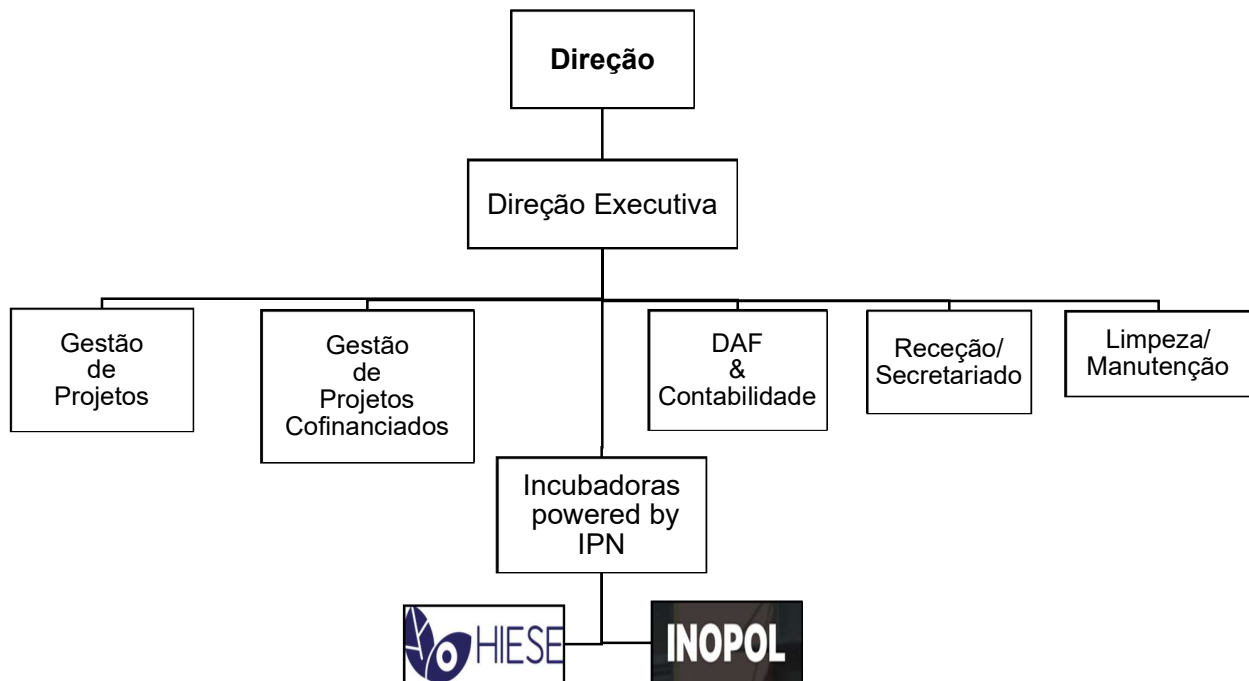 Direção
Direção Executiva
Gestão
de
Projetos
Gestão
de
Projetos
Cofinanciados
DAF
&
Contabilidade
Receção/
Secretariado
Limpeza/
Manutenção
Incubadoras
powered by
IPN
HIESE
INOPOL